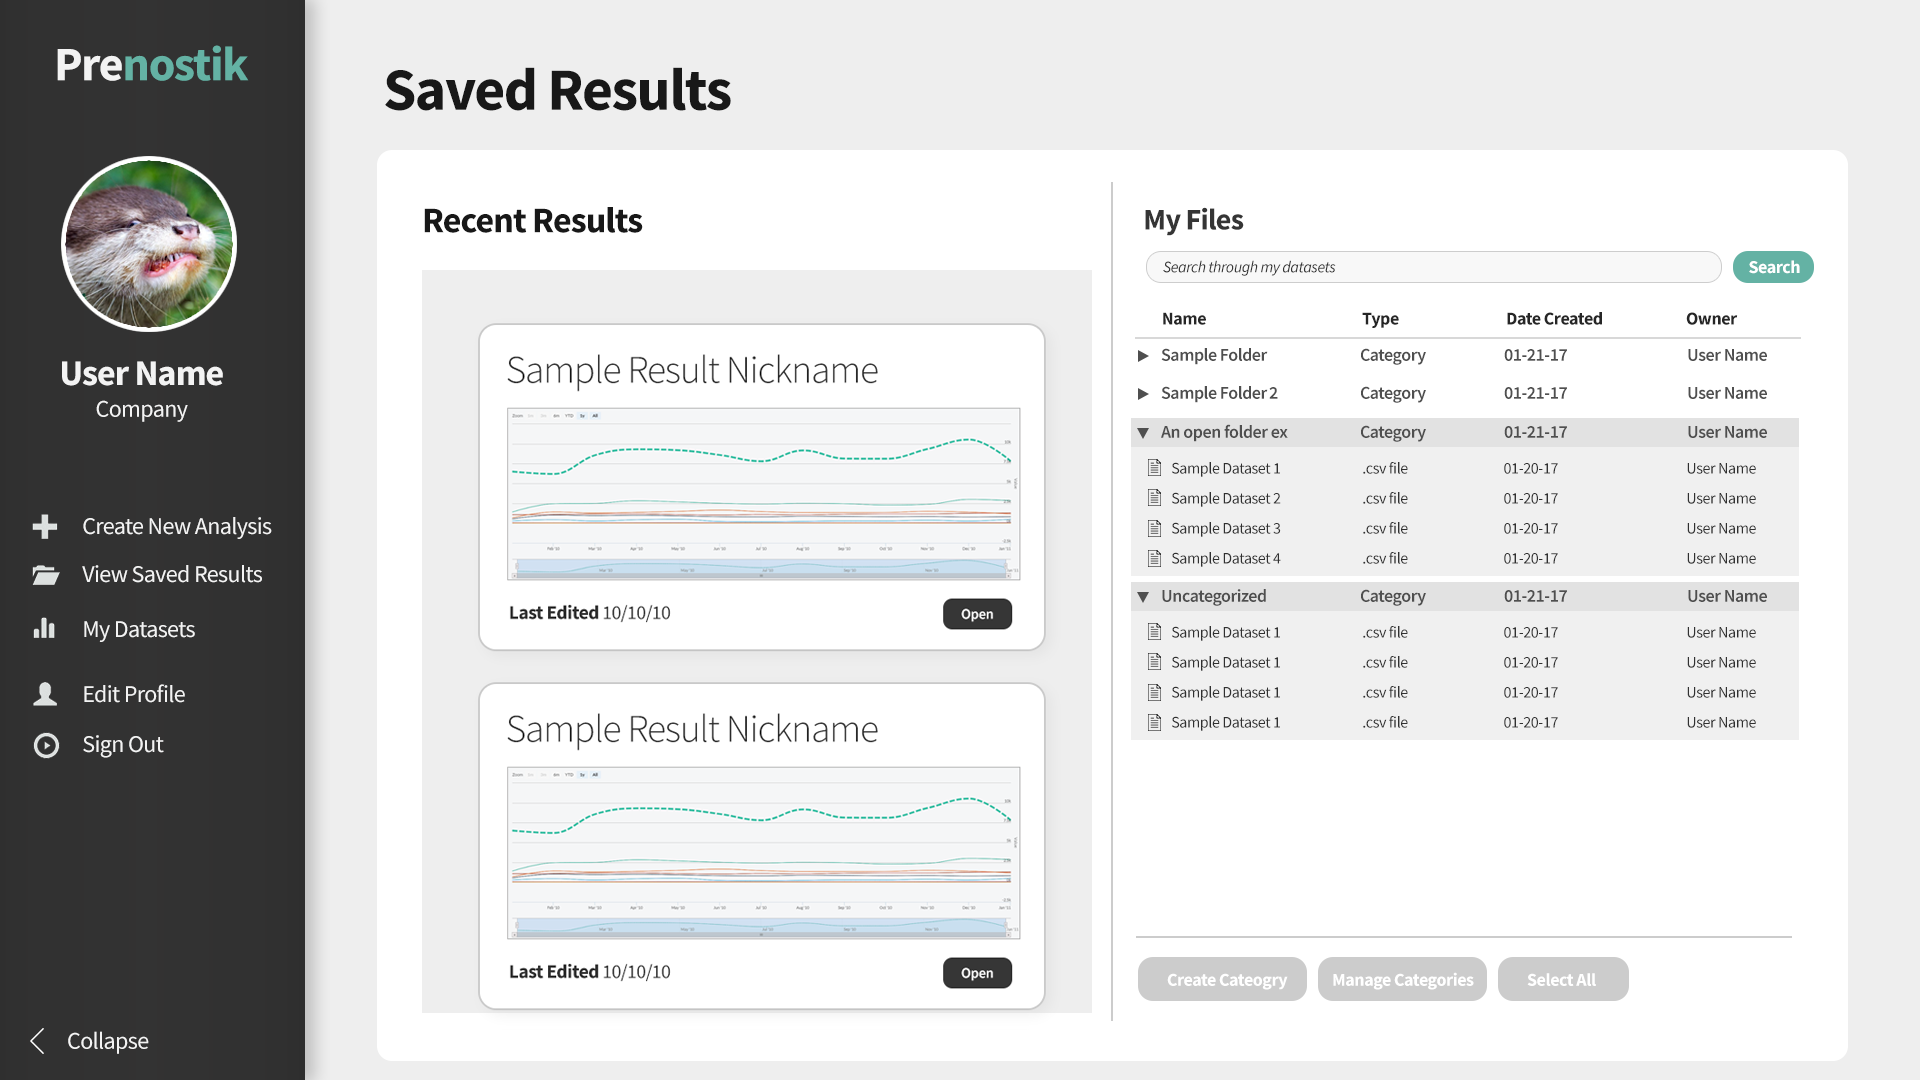 Prenostik
User Name
Company
Create New Analysis
View Saved Results
My Datasets
Edit Profile
Sign Out
Collapse
Saved Results
Recent Results
Sample Result Nickname
Last Edited 10/10/10
Open
Sample Result Nickname
Last Edited 10/10/10
Open
My Files
Search through my datasets
Search
Name Type Date Created Owner
Sample Folder Category 01-21-17 User Name
Sample Folder 2 Category 01-21-17 User Name
An open folder ex Category 01-21-17 User Name
Sample Dataset 1 .csv file 01-20-17 User Name
Sample Dataset 2 .csv file 01-20-17 User Name
Sample Dataset 3 .csv file 01-20-17 User Name
Sample Dataset 4 .csv file 01-20-17 User Name
Uncategorized Category 01-21-17 User Name
Sample Dataset 1 .csv file 01-20-17 User Name
Sample Dataset 1 .csv file 01-20-17 User Name
Sample Dataset 1 .csv file 01-20-17 User Name
Sample Dataset 1 .csv file 01-20-17 User Name
Create Cateogry
Manage Categories
Select All